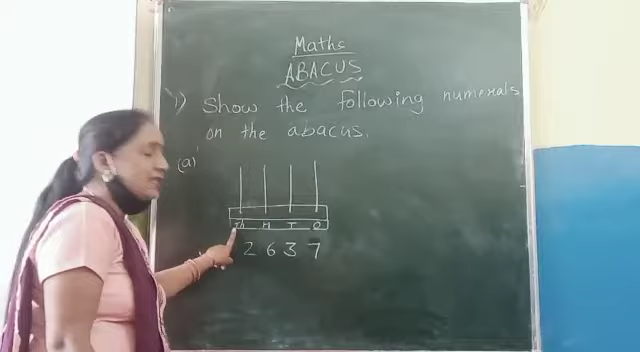 Maths
ABACUS
1) Show the following numerals
on the abacus.
(a)
Th H T O
2 6 3 7